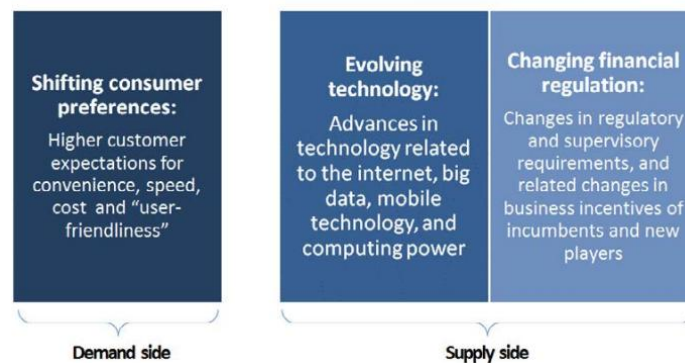 Shifting consumer
preferences:
Higher customer
expectations for
convenience, speed,
cost and “user-
friendliness”
Evolving
technology:
Advances in
technology related
to the internet, big
data, mobile
technology, and
computing power
Changing financial
regulation:
Changes in regulatory
and supervisory
requirements, and
related changes in
business incentives of
incumbents and new
players
Demand side
Supply side